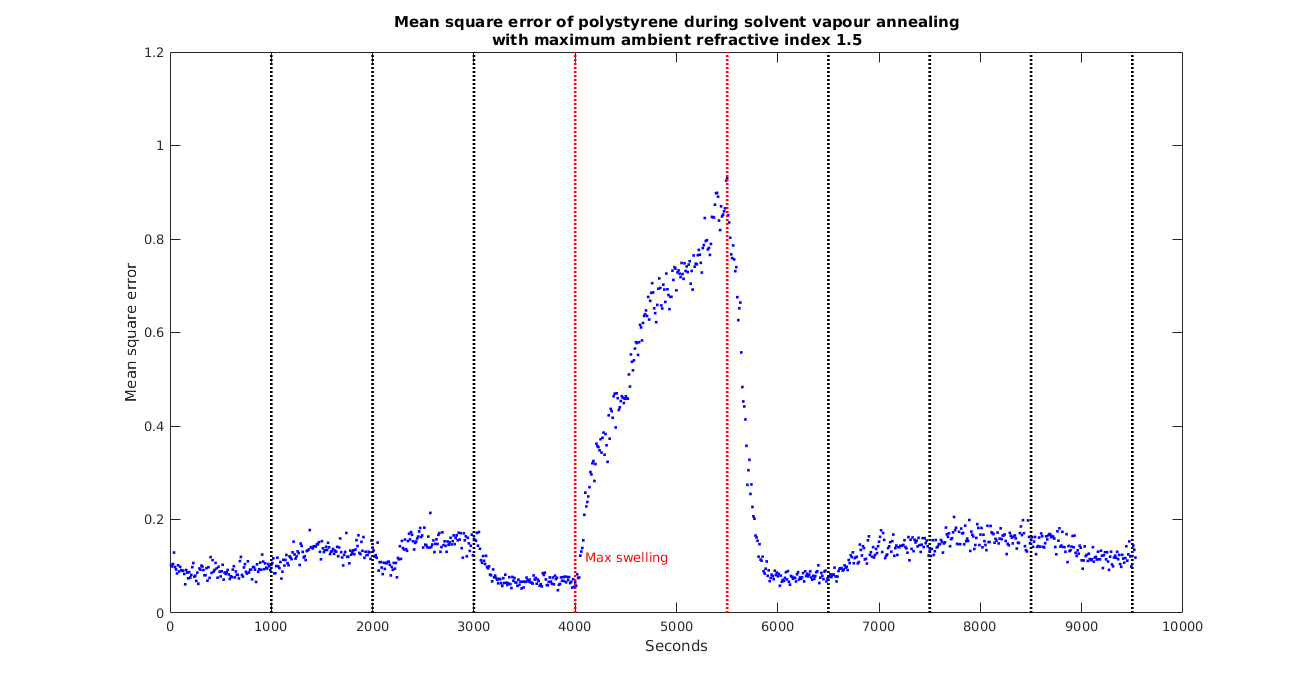 Mean square error of polystyrene during solvent vapour annealing
with maximum ambient refractive index 1.5
1.2
1
0.8
0.6
0.4
0.2
0
Mean square error
Max swelling
0 1000 2000 3000 4000 5000 6000 7000 8000 9000 10000
Seconds